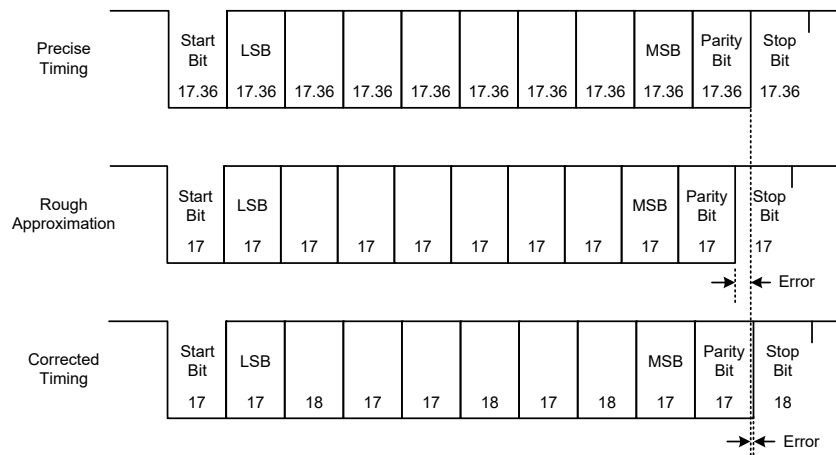 Precise
Timing
Start
Bit
LSB
MSB
Parity
Bit
Stop
Bit
17.36 17.36 17.36 17.36 17.36 17.36 17.36 17.36 17.36 17.36 17.36
Rough
Approximation
Start
Bit
LSB
MSB
Parity
Bit
Stop
Bit
17 17 17 17 17 17 17 17 17 17 17
Error
Corrected
Timing
Start
Bit
LSB
MSB
Parity
Bit
Stop
Bit
17 17 18 17 17 18 17 18 17 17 18
Error